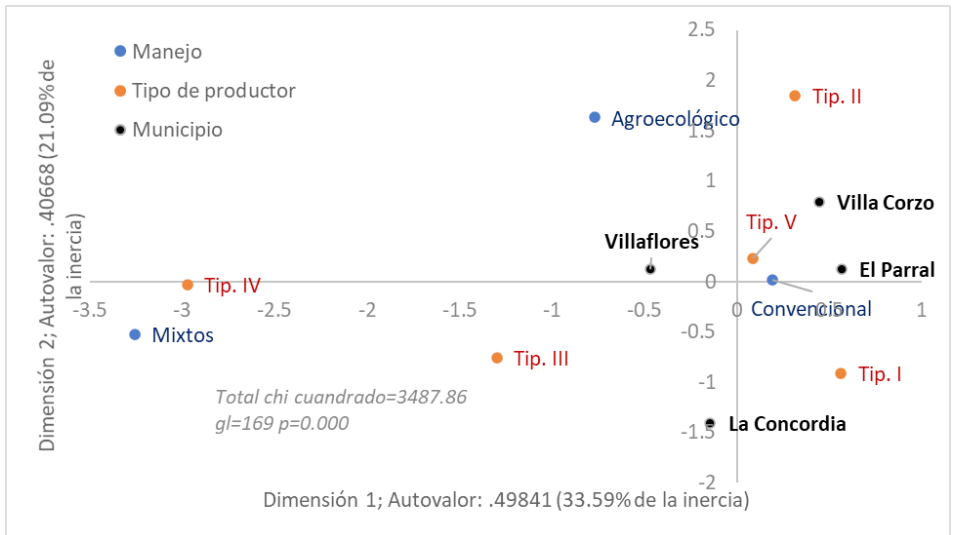 Manejo
Tipo de productor
Municipio
Dimensión 2; Autovalor: .40668 (21.09% de
la inercia)
2.5
2
1.5
1
0.5
0
-0.5
-1
-1.5
-2
Tip. II
Agroecológico
Villa Corzo
Tip. V
Villaflores
El Parral
Tip. IV
-3.5
-3
-2.5
-2
-1.5
-1
-0.5
0
0.5
1
Convencional
Mixtos
Tip. III
Tip. I
Total chi cuandrado=3487.86
gl=169 p=0.000
La Concordia
Dimensión 1; Autovalor: .49841 (33.59% de la inercia)